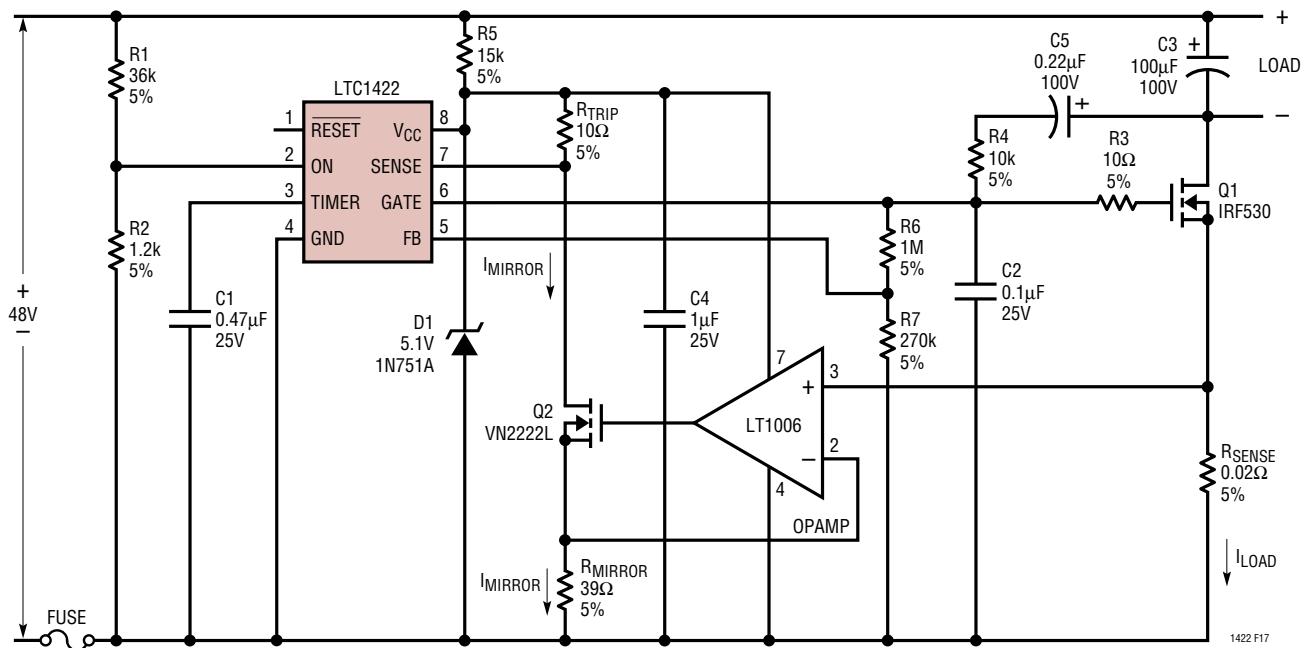 +
48V
−
FUSE
R1
36k
5%
R2
1.2k
5%
C1
0.47µF
25V
LTC1422
1
2
3
4
RESET
ON
TIMER
GND
VCC
SENSE
GATE
FB
8
7
6
5
R5
15k
5%
D1
5.1V
1N751A
RTRIP
10Ω
5%
IMIRROR
Q2
VN2222L
IMIRROR
RMIRROR
39Ω
5%
C4
1µF
25V
7
+
3
LT1006
−
2
4
OPAMP
R6
1M
5%
R7
270k
5%
R4
10k
5%
C2
0.1µF
25V
C5
0.22µF
100V
+
R3
10Ω
5%
Q1
IRF530
C3
100µF
100V
+
+
LOAD
−
RSENSE
0.02Ω
5%
ILOAD
1422 F17